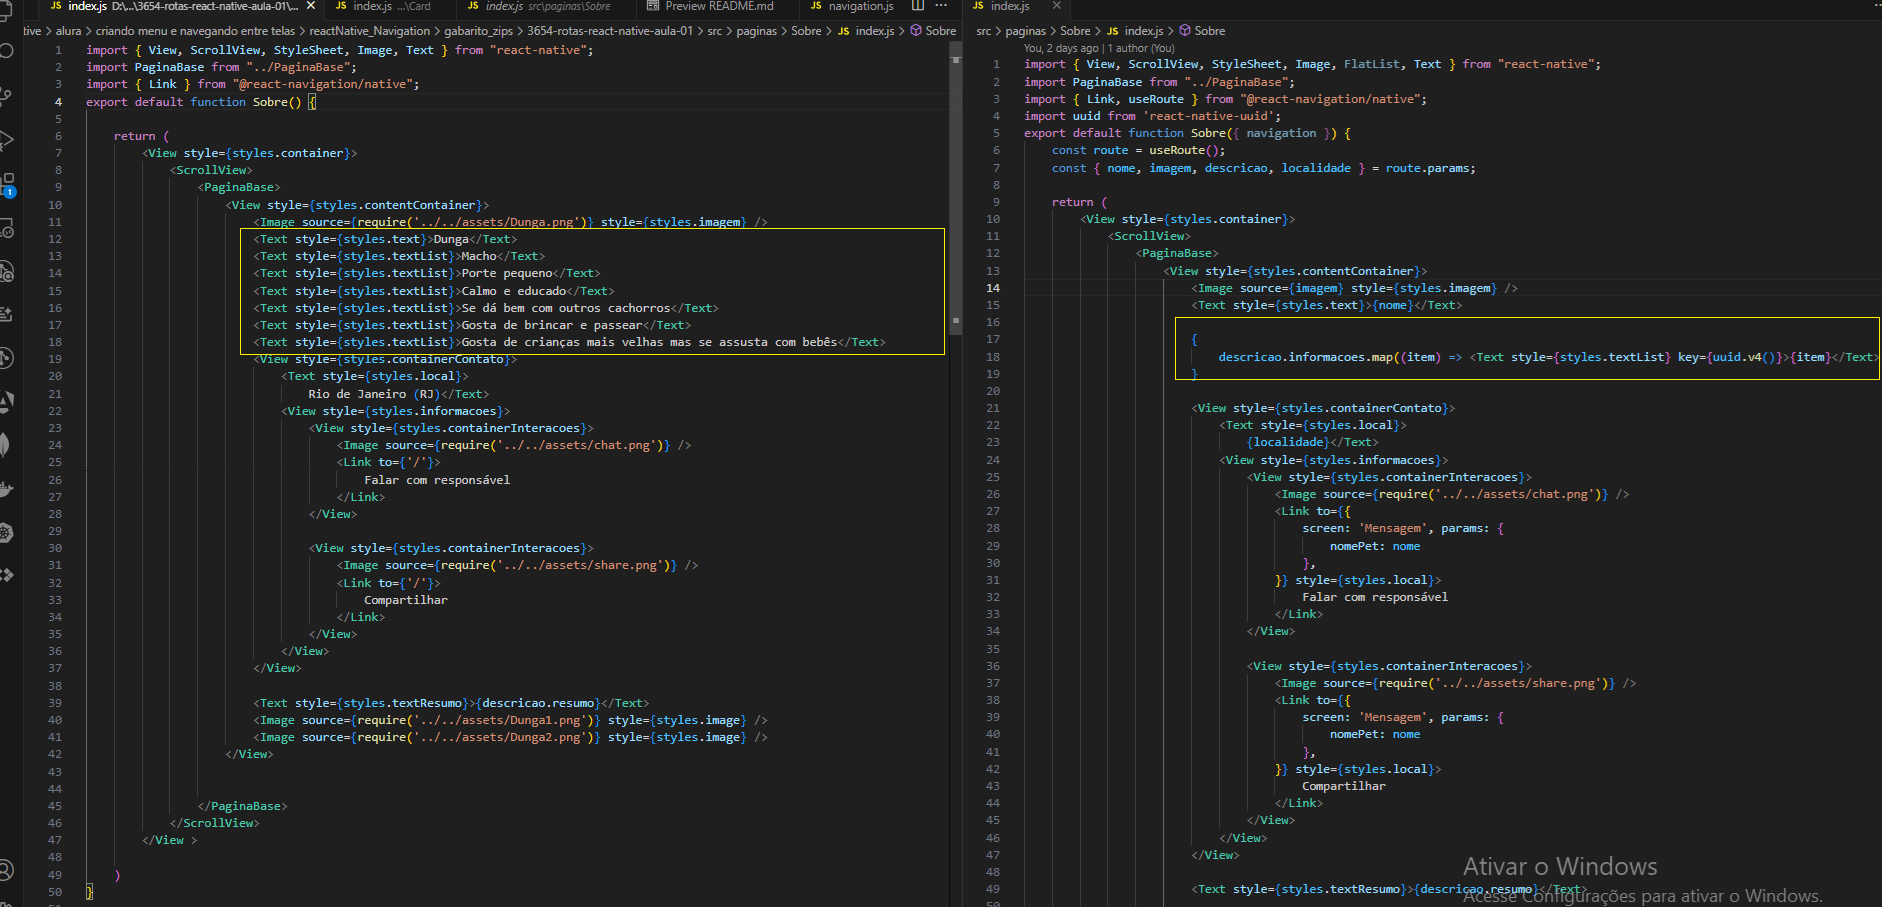 index.js D:\...\3654-rotas-react-native-aula-01\...
index.js ...\Card
index.js src\paginas\Sobre
Preview README.md
navigation.js
tive > alura > criando menu e navegando entre telas > reactNative_Navigation > gabarito_zips > 3654-rotas-react-native-aula-01 > src > paginas > Sobre > JS index.js > Sobre
1 import { View, ScrollView, StyleSheet, Image, Text } from "react-native";
2 import PaginaBase from "../PaginaBase";
3 import { Link } from "@react-navigation/native";
4 export default function Sobre() {
5
6 return (
7 <View style={styles.container}>
8 <ScrollView>
9 <PaginaBase>
10 <View style={styles.contentContainer}>
11 <Image source={require('../../assets/Dunga.png')} style={styles.imagem} />
12 <Text style={styles.text}>Dunga</Text>
13 <Text style={styles.textList}>Macho</Text>
14 <Text style={styles.textList}>Porte pequeno</Text>
15 <Text style={styles.textList}>Calmo e educado</Text>
16 <Text style={styles.textList}>Se dá bem com outros cachorros</Text>
17 <Text style={styles.textList}>Gosta de brincar e passear</Text>
18 <Text style={styles.textList}>Gosta de crianças mais velhas mas se assusta com bebês</Text>
19 <View style={styles.containerContato}>
20 <Text style={styles.local}>
21 Rio de Janeiro (RJ)</Text>
22 <View style={styles.informacoes}>
23 <View style={styles.containerInteracoes}>
24 <Image source={require('../../assets/chat.png')} />
25 <Link to={'/'}>
26 Falar com responsável
27 </Link>
28 </View>
29
30 <View style={styles.containerInteracoes}>
31 <Image source={require('../../assets/share.png')} />
32 <Link to={'/'}>
33 Compartilhar
34 </Link>
35 </View>
36 </View>
37 </View>
38
39 <Text style={styles.textResumo}>{descricao.resumo}</Text>
40 <Image source={require('../../assets/Dunga1.png')} style={styles.image} />
41 <Image source={require('../../assets/Dunga2.png')} style={styles.image} />
42 </View>
43
44
45 </PaginaBase>
46 </ScrollView>
47 </View >
48
49 )
50 }
JS index.js
src > paginas > Sobre > JS index.js > Sobre
You, 2 days ago | 1 author (You)
1 import { View, ScrollView, StyleSheet, Image, FlatList, Text } from "react-native";
2 import PaginaBase from "../PaginaBase";
3 import { Link, useRoute } from "@react-navigation/native";
4 import uuid from 'react-native-uuid';
5 export default function Sobre({ navigation }) {
6 const route = useRoute();
7 const { nome, imagem, descricao, localidade } = route.params;
8
9 return (
10 <View style={styles.container}>
11 <ScrollView>
12 <PaginaBase>
13 <View style={styles.contentContainer}>
14 <Image source={imagem} style={styles.imagem} />
15 <Text style={styles.text}>{nome}</Text>
16
17 {
18 descricao.informacoes.map((item) => <Text style={styles.textList} key={uuid.v4()}>{item}</Text>
19 }
20
21 <View style={styles.containerContato}>
22 <Text style={styles.local}>
23 {localidade}</Text>
24 <View style={styles.informacoes}>
25 <View style={styles.containerInteracoes}>
26 <Image source={require('../../assets/chat.png')} />
27 <Link to={{
28 screen: 'Mensagem', params: {
29 nomePet: nome
30 },
31 }} style={styles.local}>
32 Falar com responsável
33 </Link>
34 </View>
35
36 <View style={styles.containerInteracoes}>
37 <Image source={require('../../assets/share.png')} />
38 <Link to={{
39 screen: 'Mensagem', params: {
40 nomePet: nome
41 },
42 }} style={styles.local}>
43 Compartilhar
44 </Link>
45 </View>
46 </View>
47 </View>
48
49 <Text style={styles.textResumo}>{descricao.resumo}</Text>
50
Ativar o Windows
Acesse Configurações para ativar o Windows.